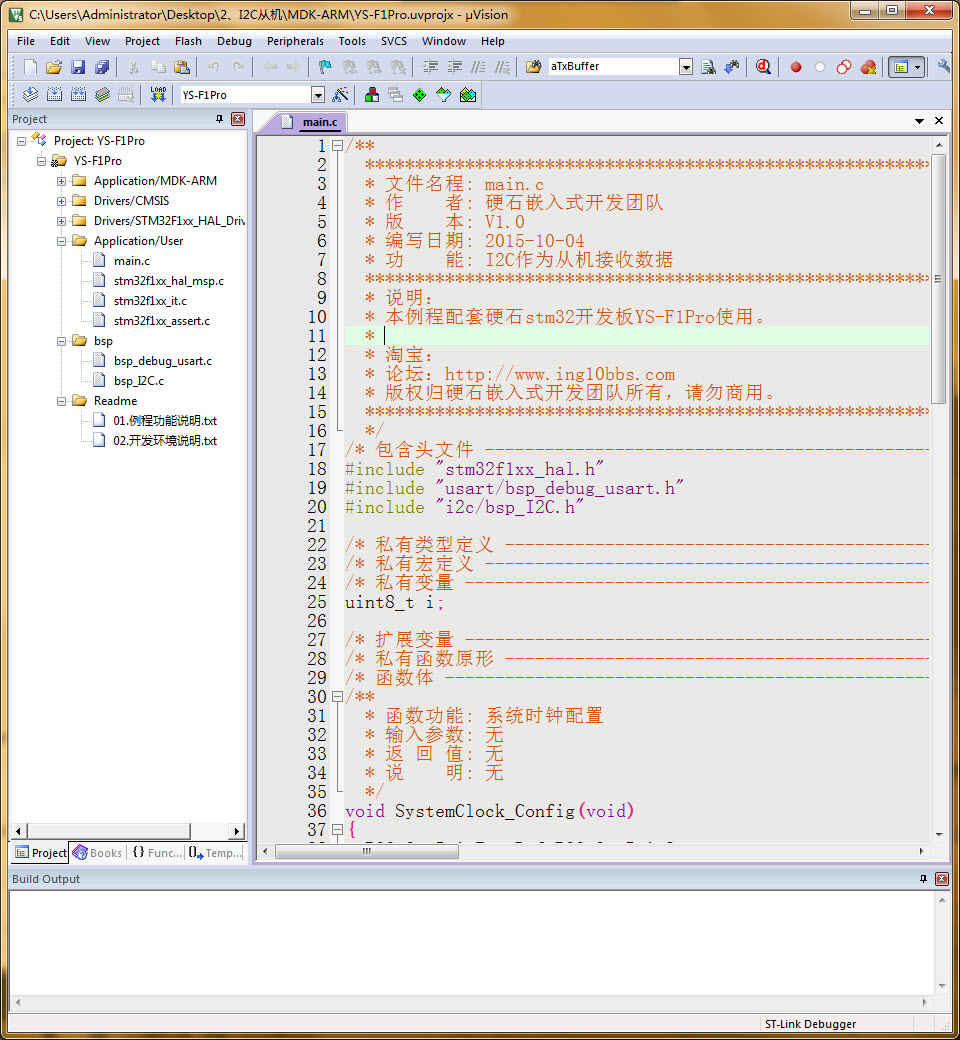 C:\Users\Administrator\Desktop\2、I2C从机\MDK-ARM\YS-F1Pro.uvprojx - µVision
File Edit View Project Flash Debug Peripherals Tools SVCS Window Help
aTxBuffer
LOAD YS-F1Pro
Project
Project: YS-F1Pro
YS-F1Pro
Application/MDK-ARM
Drivers/CMSIS
Drivers/STM32F1xx_HAL_Driv
Application/User
main.c
stm32f1xx_hal_msp.c
stm32f1xx_it.c
stm32f1xx_assert.c
bsp
bsp_debug_usart.c
bsp_I2C.c
Readme
01.例程功能说明.txt
02.开发环境说明.txt
Project Books {} Func... {} Temp...
main.c
1 /**
2 ******************************************************************
3 * 文件名程: main.c
4 * 作    者: 硬石嵌入式开发团队
5 * 版    本: V1.0
6 * 编写日期: 2015-10-04
7 * 功    能: I2C作为从机接收数据
8 ******************************************************************
9 * 说明：
10 * 本例程配套硬石stm32开发板YS-F1Pro使用。
11 *
12 * 淘宝：
13 * 论坛：http://www.ing10bbs.com
14 * 版权归硬石嵌入式开发团队所有，请勿商用。
15 ******************************************************************
16 */
17 /* 包含头文件 ----------------------------------------------
18 #include "stm32f1xx_hal.h"
19 #include "usart/bsp_debug_usart.h"
20 #include "i2c/bsp_I2C.h"
21
22 /* 私有类型定义 --------------------------------------------
23 /* 私有宏定义 ----------------------------------------------
24 /* 私有变量 ------------------------------------------------
25 uint8_t i;
26
27 /* 扩展变量 ------------------------------------------------
28 /* 私有函数原形 --------------------------------------------
29 /* 函数体 --------------------------------------------------
30 /**
31 * 函数功能: 系统时钟配置
32 * 输入参数: 无
33 * 返 回 值: 无
34 * 说    明: 无
35 */
36 void SystemClock_Config(void)
37 {
Build Output
ST-Link Debugger